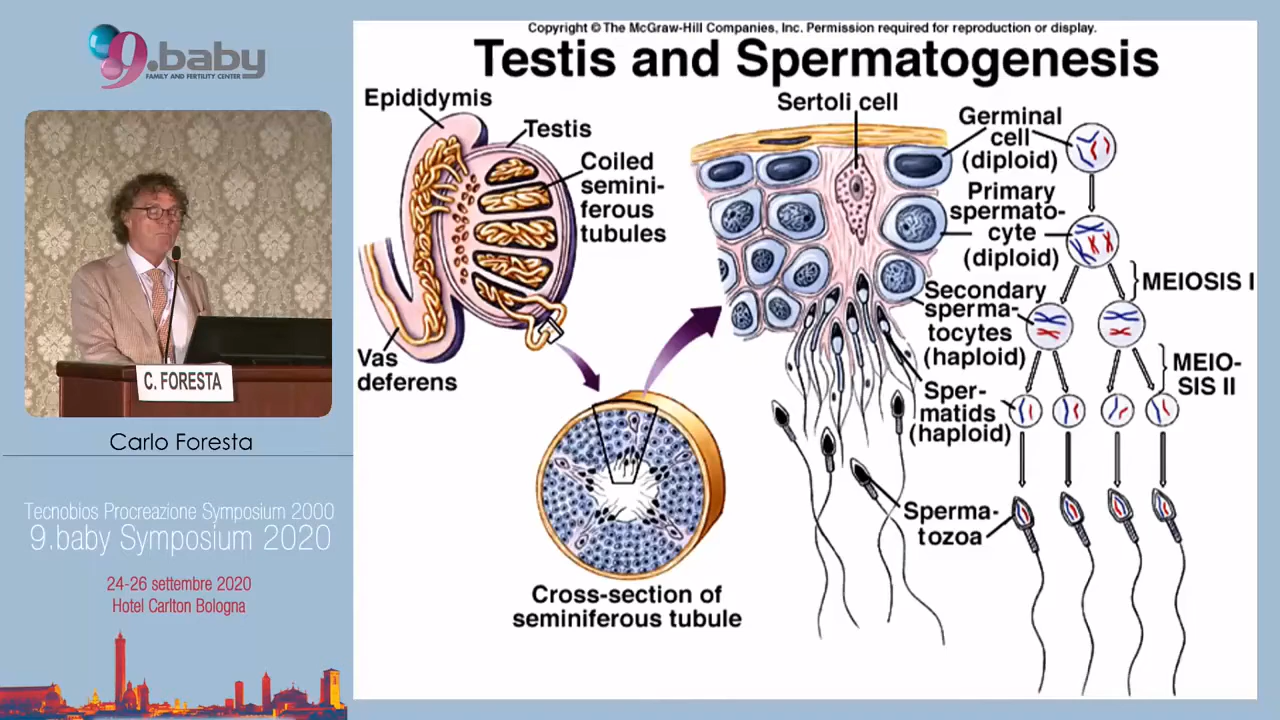 9.baby
FAMILY AND FERTILITY CENTER
C. FORESTA
Carlo Foresta
Tecnobios Procreazione Symposium 2000
9.baby Symposium 2020
24-26 settembre 2020
Hotel Carlton Bologna
Copyright © The McGraw-Hill Companies, Inc. Permission required for reproduction or display.
Testis and Spermatogenesis
Epididymis
Testis
Coiled
semini-
ferous
tubules
Vas
deferens
Cross-section of
seminiferous tubule
Sertoli cell
Germinal
cell
(diploid)
Primary
spermato-
cyte
(diploid)
MEIOSIS I
Secondary
sperma-
tocytes
(haploid)
MEIO-
SIS II
Sper-
matids
(haploid)
Sperma-
tozoa